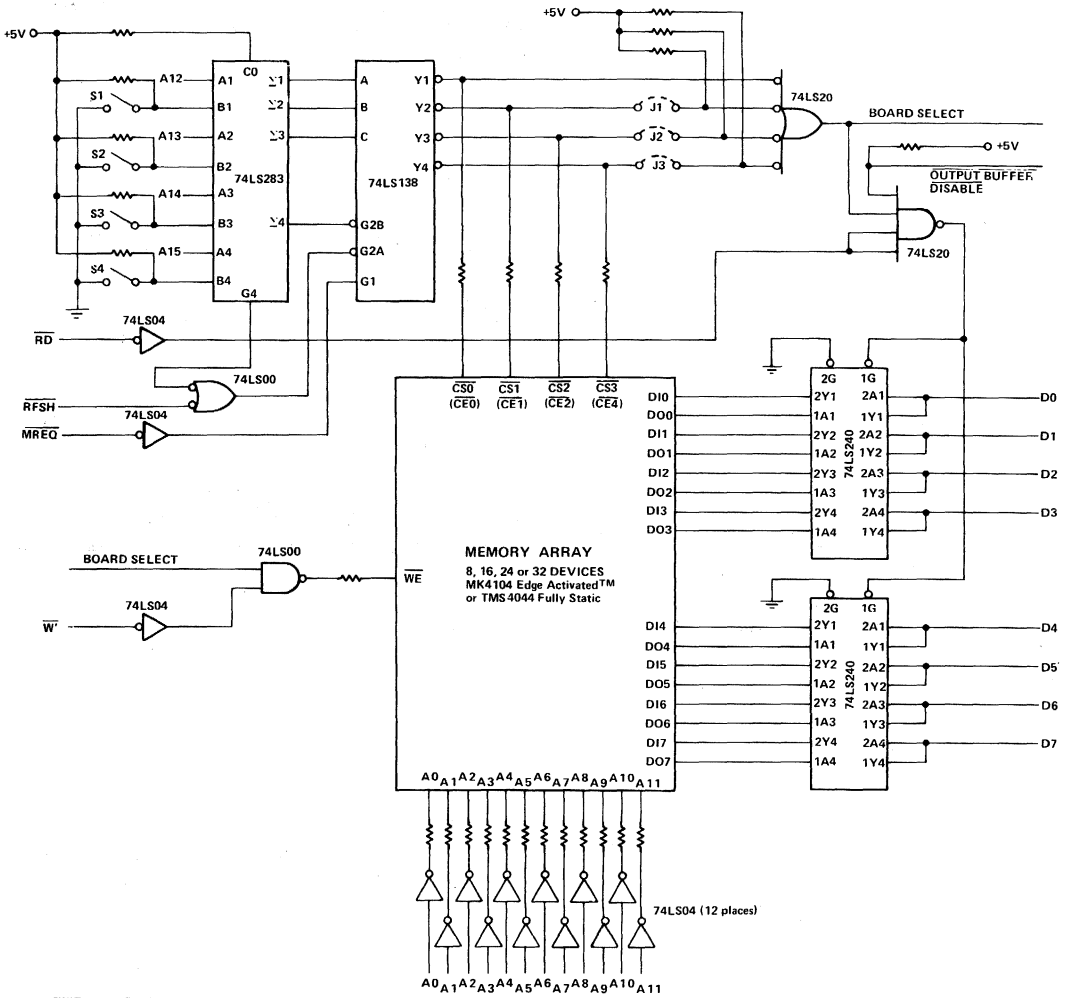 +5V
+5V
C0
A12
A1
Σ1
A
Y1
S1
B1
Σ2
B
Y2
J1
74LS20
BOARD SELECT
A13
A2
Σ3
C
Y3
J2
+5V
S2
B2
Y4
J3
74LS283
74LS138
OUTPUT BUFFER
DISABLE
A14
A3
S3
B3
Σ4
G2B
A15
A4
G2A
74LS20
S4
B4
G1
G4
74LS04
RD
74LS00
RFSH
74LS04
MREQ
CS0
(CE0)
CS1
(CE1)
CS2
(CE2)
CS3
(CE4)
2G 1G
DI0
2Y1
2A1
D0
DO0
1A1
1Y1
DI1
2Y2
2A2
D1
DO1
1A2
1Y2
74LS240
DI2
2Y3
2A3
D2
DO2
1A3
1Y3
DI3
2Y4
2A4
D3
DO3
1A4
1Y4
BOARD SELECT
74LS00
WE
74LS04
W'
MEMORY ARRAY
8, 16, 24 or 32 DEVICES
MK4104 Edge Activated™
or TMS4044 Fully Static
2G 1G
DI4
2Y1
2A1
D4
DO4
1A1
1Y1
DI5
2Y2
2A2
D5
DO5
1A2
1Y2
74LS240
DI6
2Y3
2A3
D6
DO6
1A3
1Y3
DI7
2Y4
2A4
D7
DO7
1A4
1Y4
A0 A1 A2 A3 A4 A5 A6 A7 A8 A9 A10 A11
74LS04 (12 places)
A0 A1 A2 A3 A4 A5 A6 A7 A8 A9 A10 A11